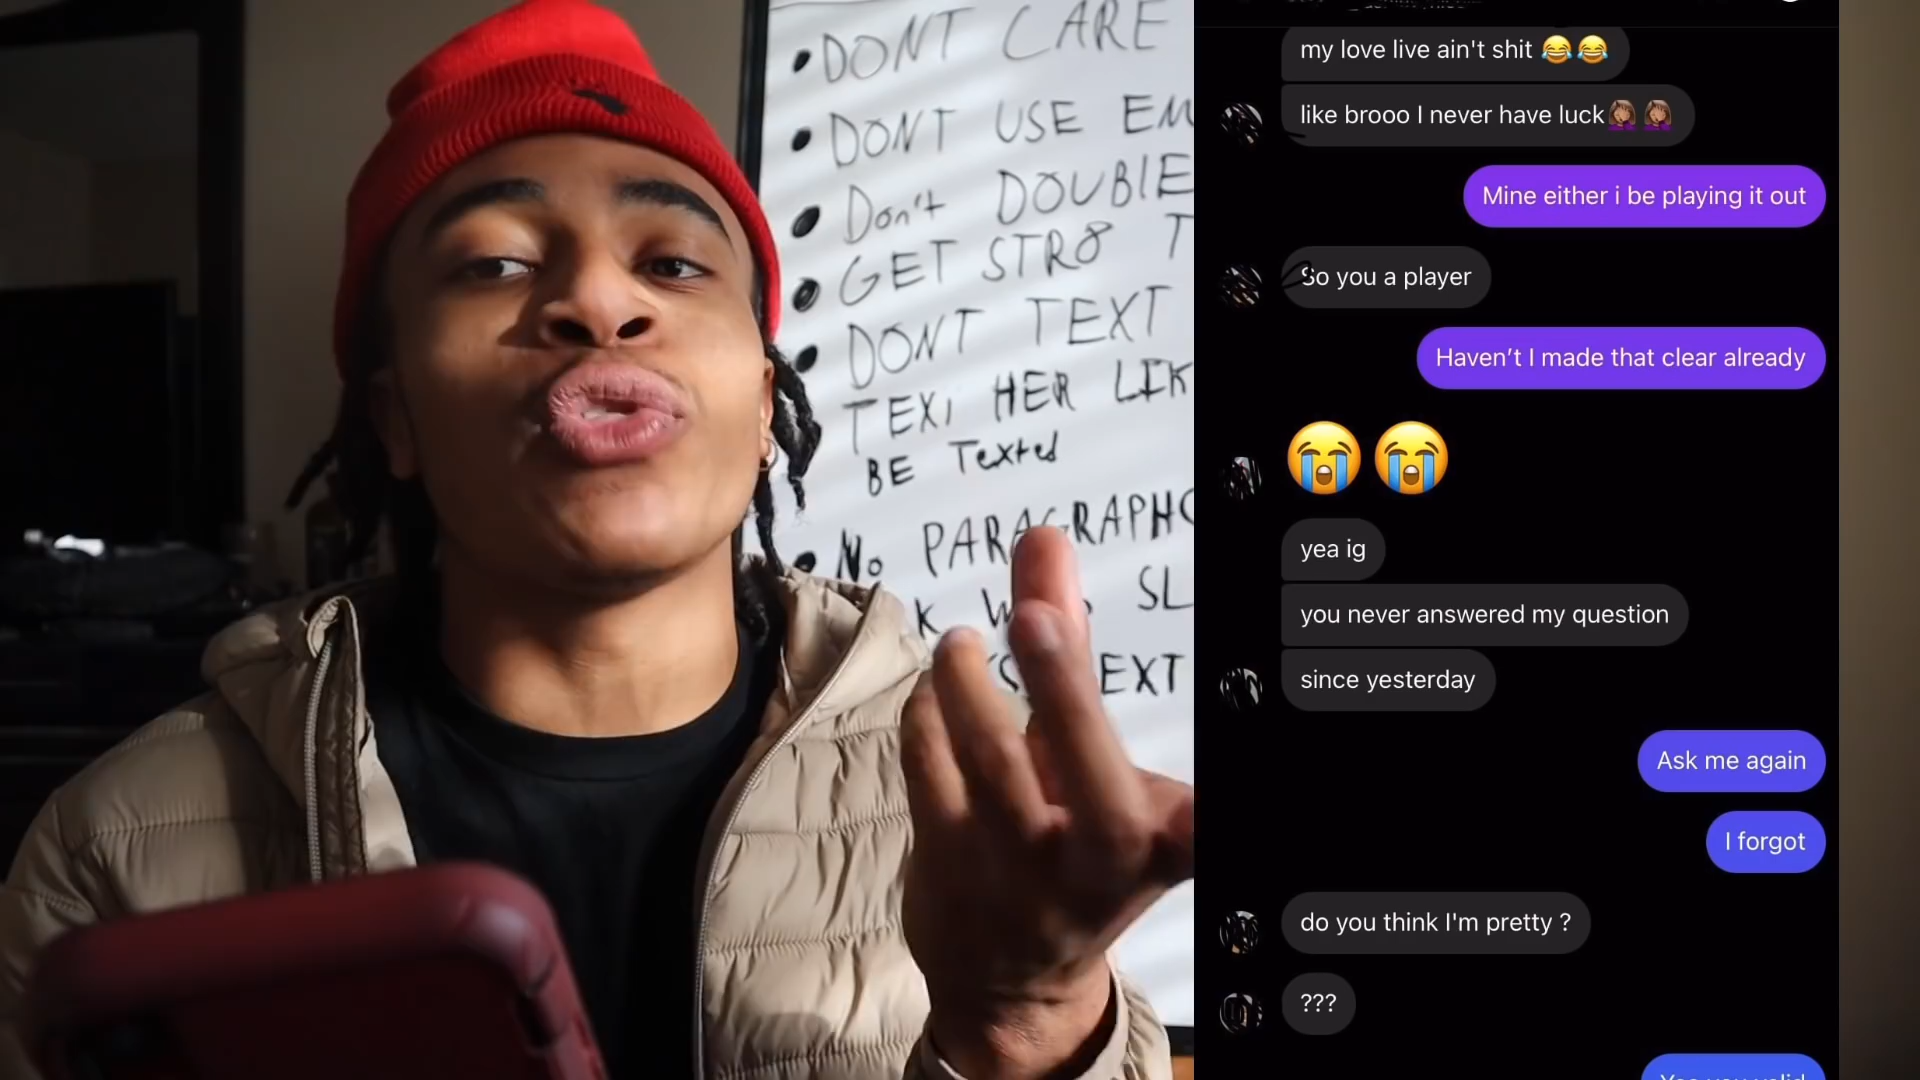 DONT CARE
DONT USE
Don't DOUBLE
GET STR8
DONT TEXT
TEXT HER
BE Texted
No
SL
my love live ain't shit 😂😂
like brooo I never have luck🤦🏽‍♀️🤦🏽‍♀️
Mine either i be playing it out
So you a player
Haven't I made that clear already
😭😭
yea ig
you never answered my question
since yesterday
Ask me again
I forgot
do you think I'm pretty ?
???